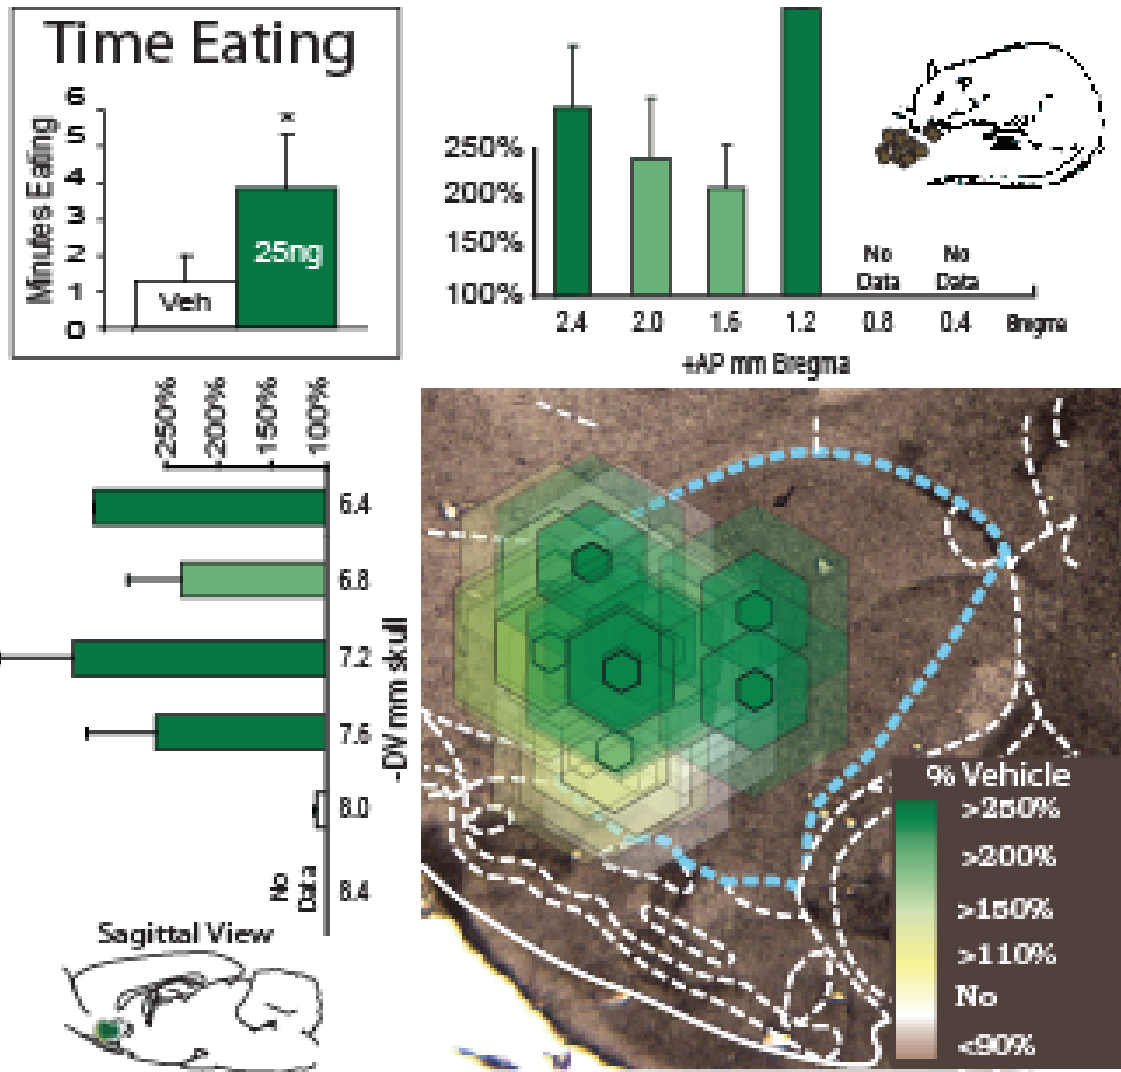 Time Eating
Minutes Eating
6
5
4
3
2
1
0
x
25ng
Veh
250%
200%
150%
100%
No
Data
No
Data
2.4
2.0
1.6
1.2
0.8
0.4
Bregma
+AP mm Bregma
250%
200%
150%
100%
6.4
6.8
7.2
7.6
8.0
8.4
No
Data
-DV mm skull
Sagittal View
% Vehicle
>250%
>200%
>150%
>110%
No
<90%